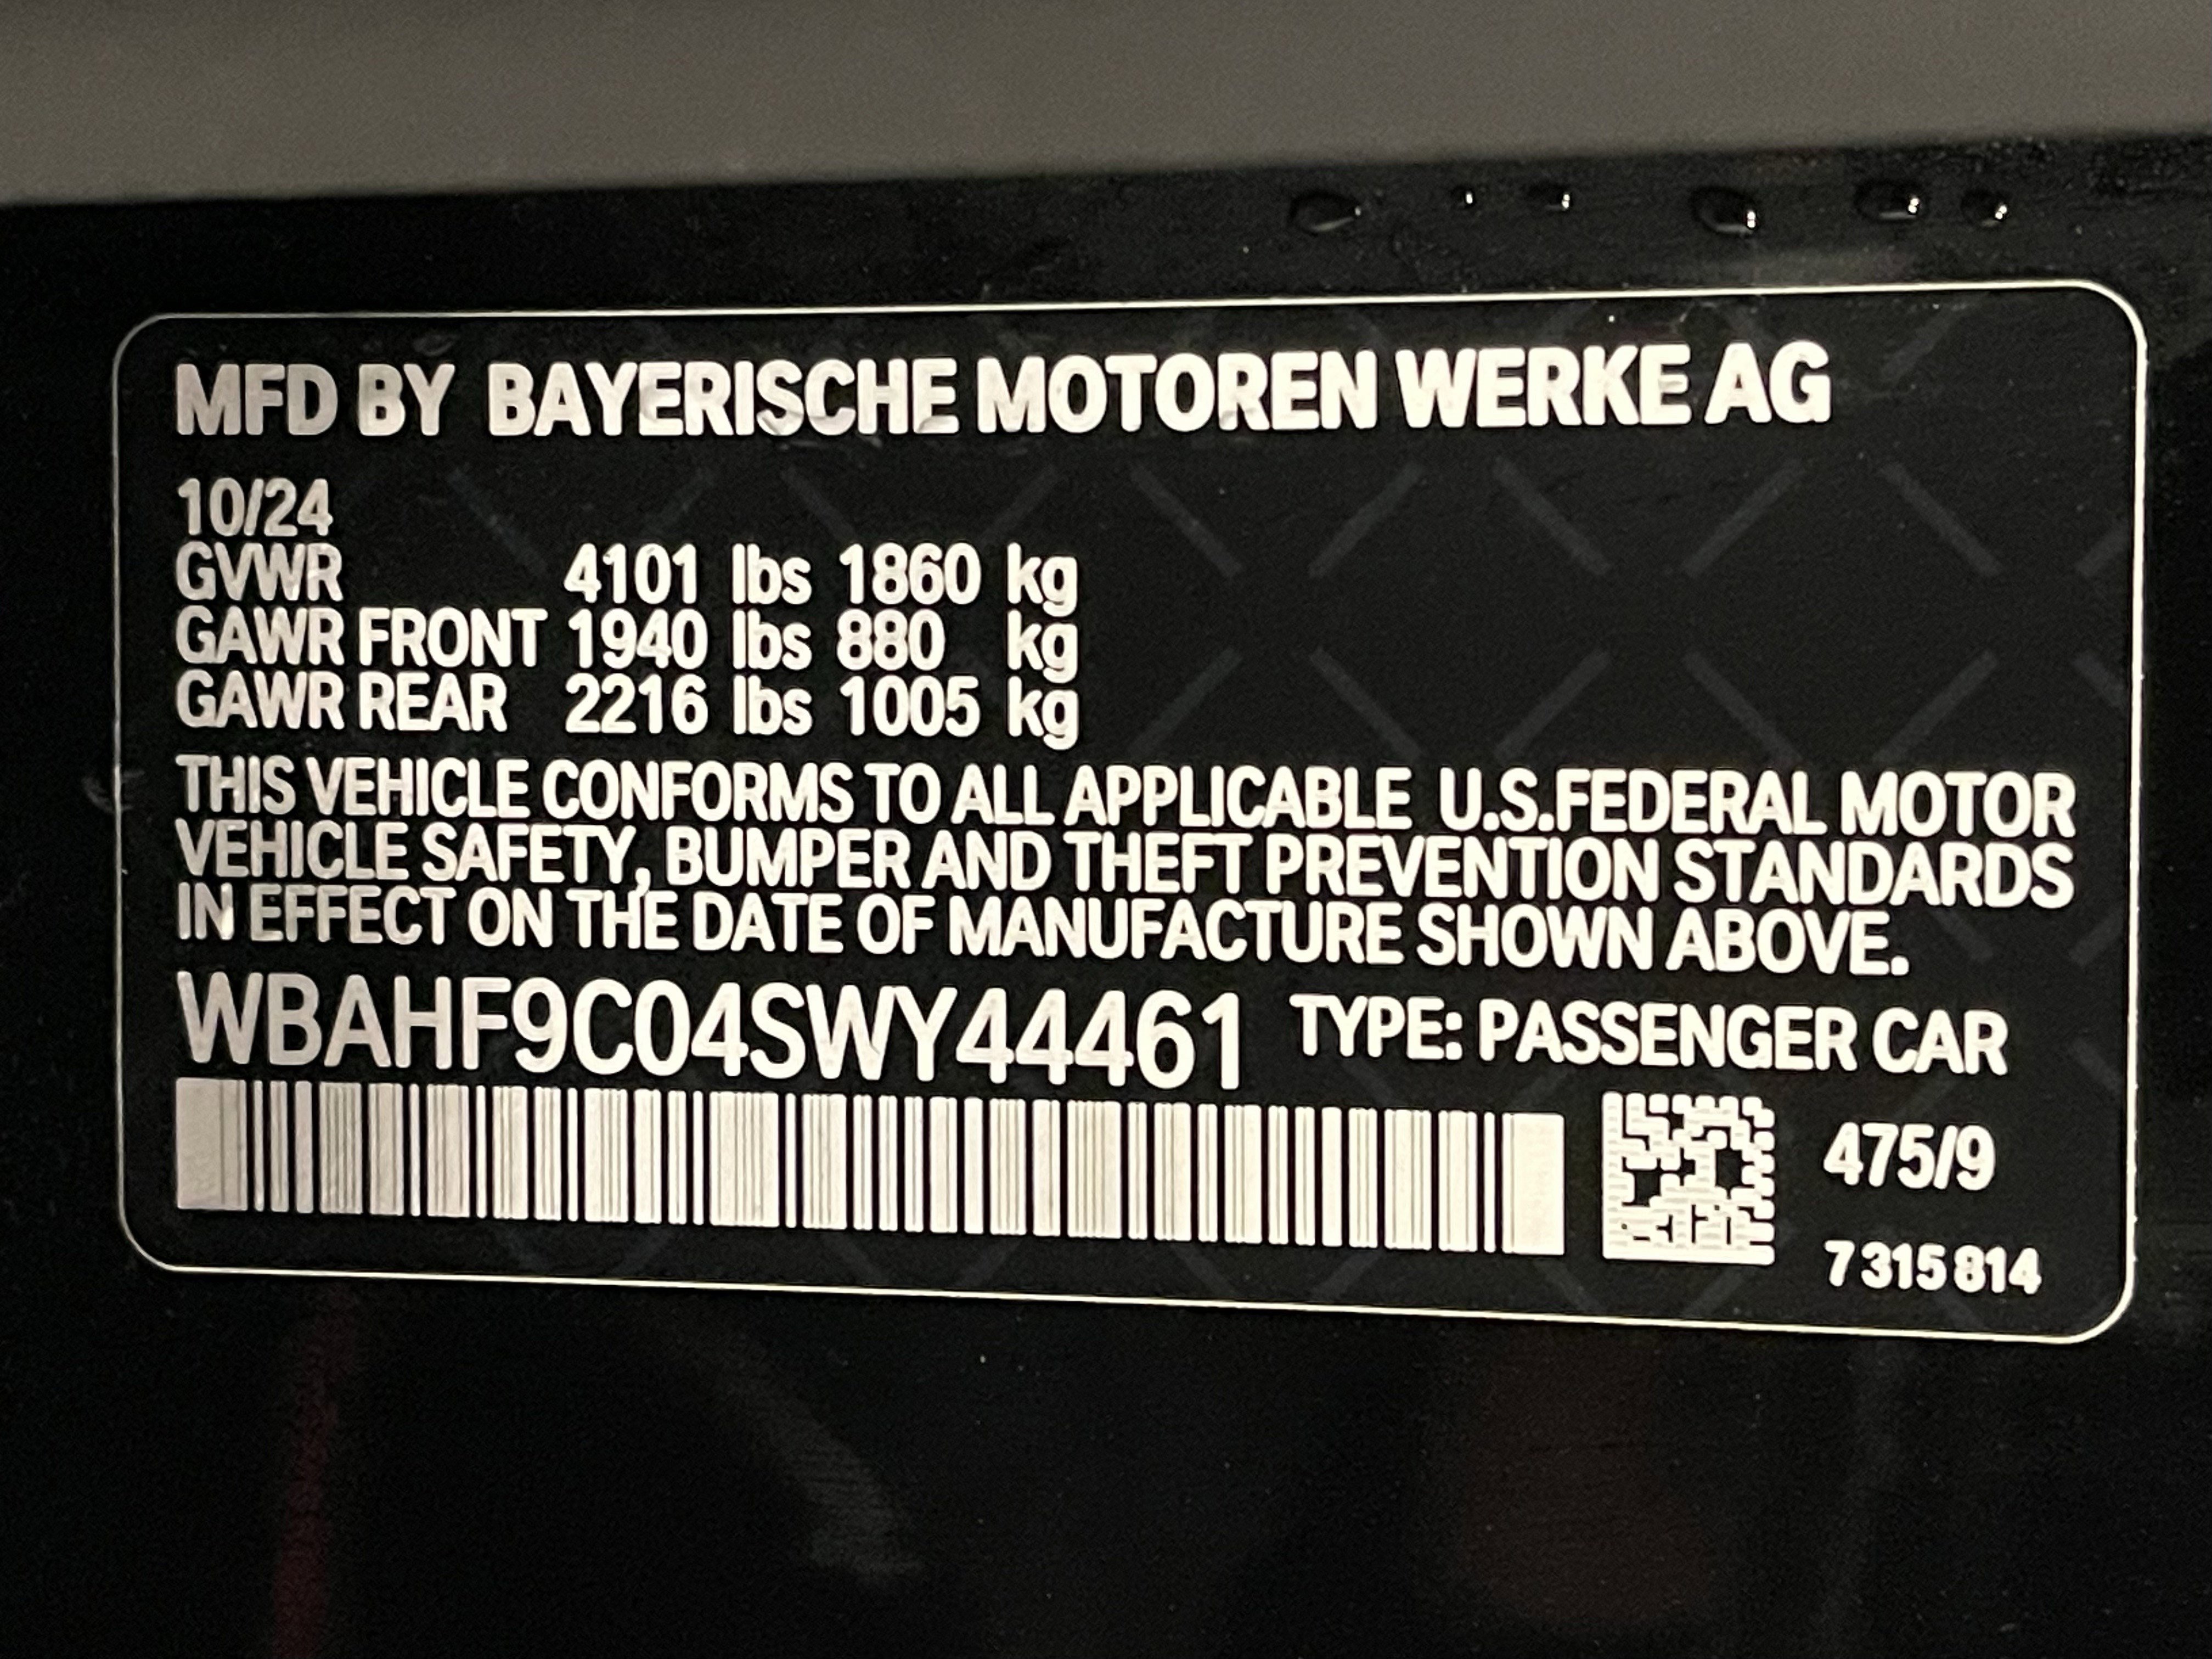 MFD BY BAYERISCHE MOTOREN WERKE AG
10/24
GVWR 4101 lbs 1860 kg
GAWR FRONT 1940 lbs 880 kg
GAWR REAR 2216 lbs 1005 kg
THIS VEHICLE CONFORMS TO ALL APPLICABLE U.S.FEDERAL MOTOR
VEHICLE SAFETY, BUMPER AND THEFT PREVENTION STANDARDS
IN EFFECT ON THE DATE OF MANUFACTURE SHOWN ABOVE.
WBAHF9C04SWY44461 TYPE: PASSENGER CAR
475/9
7 315 814